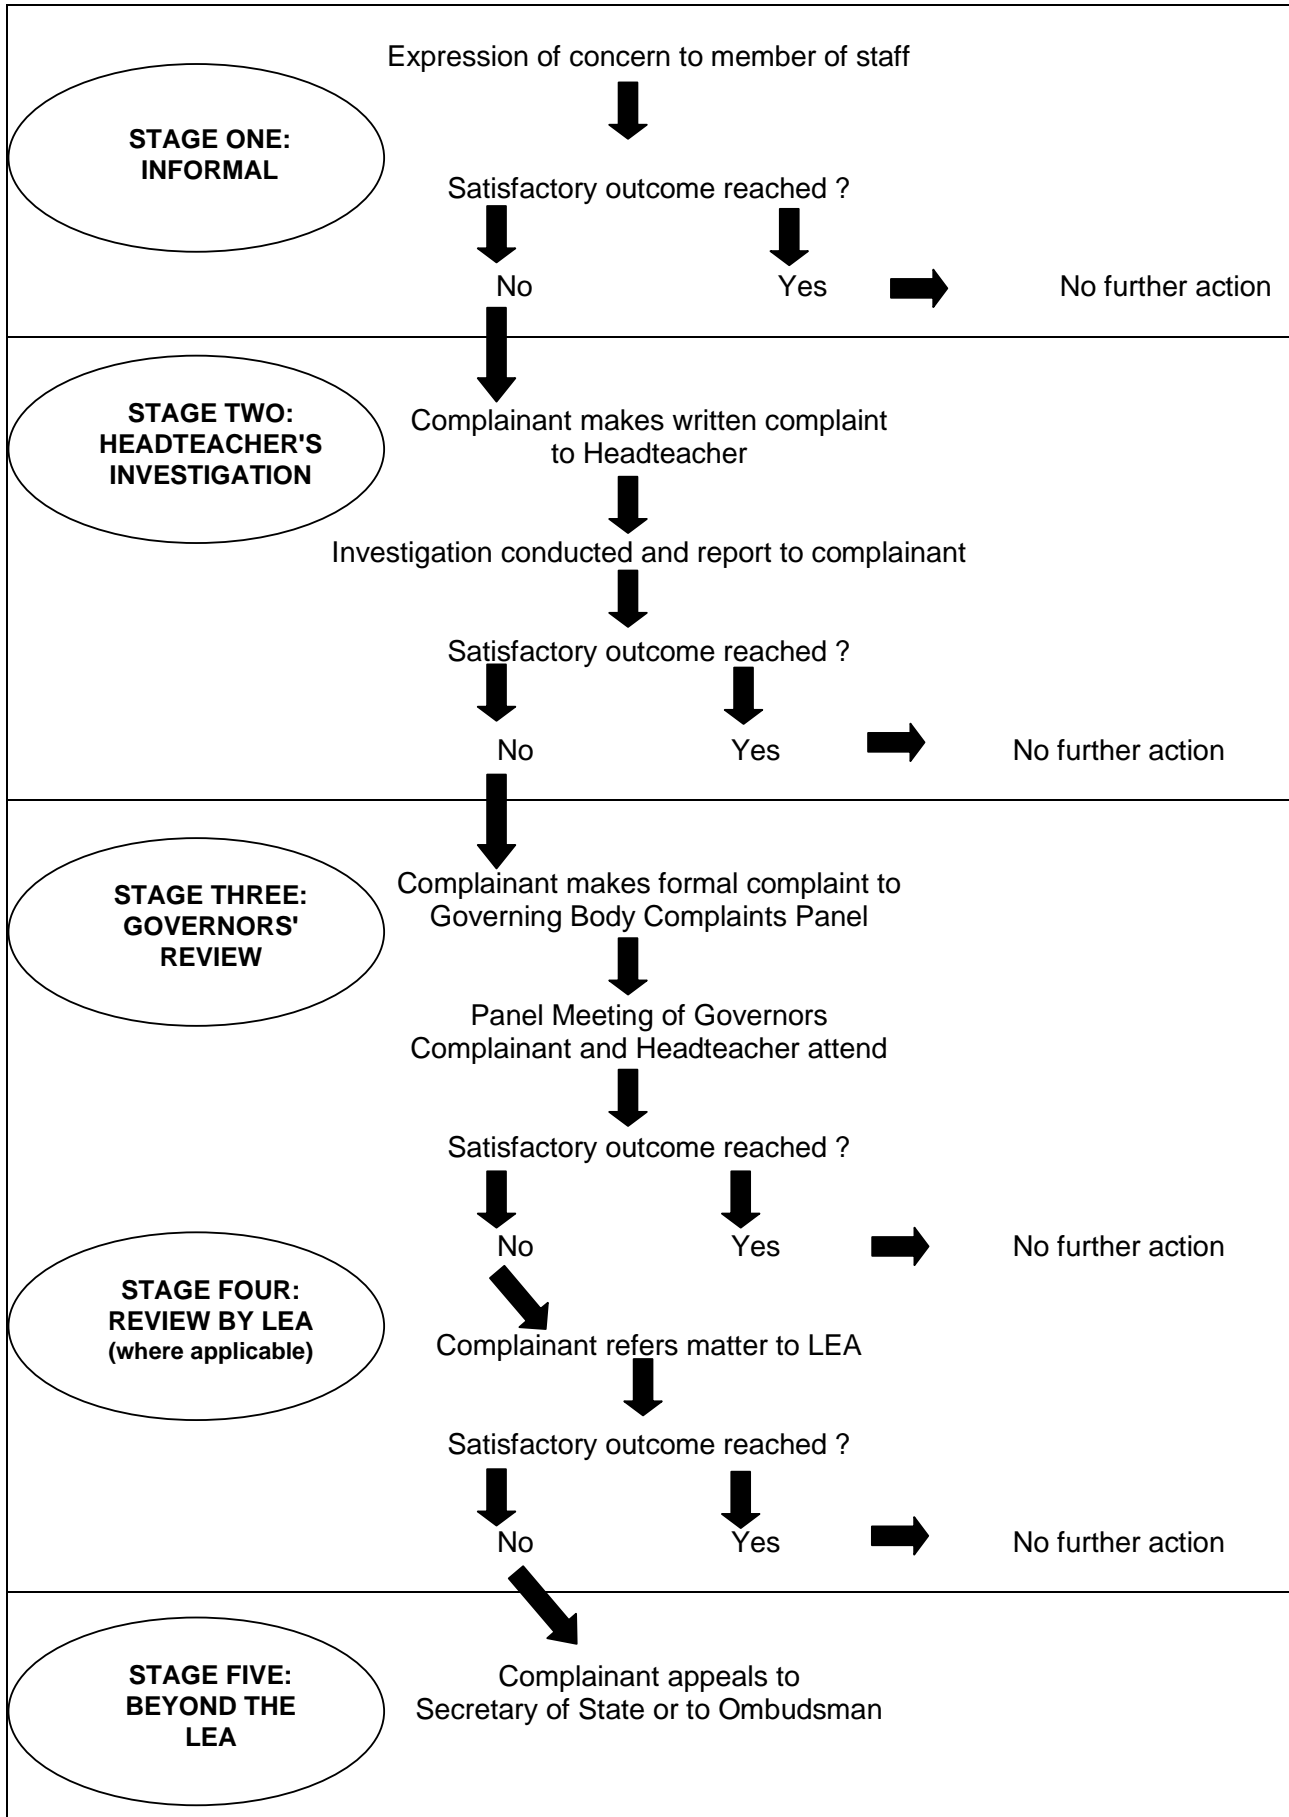 Expression of concern to member of staff
STAGE ONE:
INFORMAL
Satisfactory outcome reached ?
No
Yes
No further action
STAGE TWO:
HEADTEACHER'S
INVESTIGATION
Complainant makes written complaint
to Headteacher
Investigation conducted and report to complainant
Satisfactory outcome reached ?
No
Yes
No further action
STAGE THREE:
GOVERNORS'
REVIEW
Complainant makes formal complaint to
Governing Body Complaints Panel
Panel Meeting of Governors
Complainant and Headteacher attend
Satisfactory outcome reached ?
No
Yes
No further action
STAGE FOUR:
REVIEW BY LEA
(where applicable)
Complainant refers matter to LEA
Satisfactory outcome reached ?
No
Yes
No further action
STAGE FIVE:
BEYOND THE
LEA
Complainant appeals to
Secretary of State or to Ombudsman